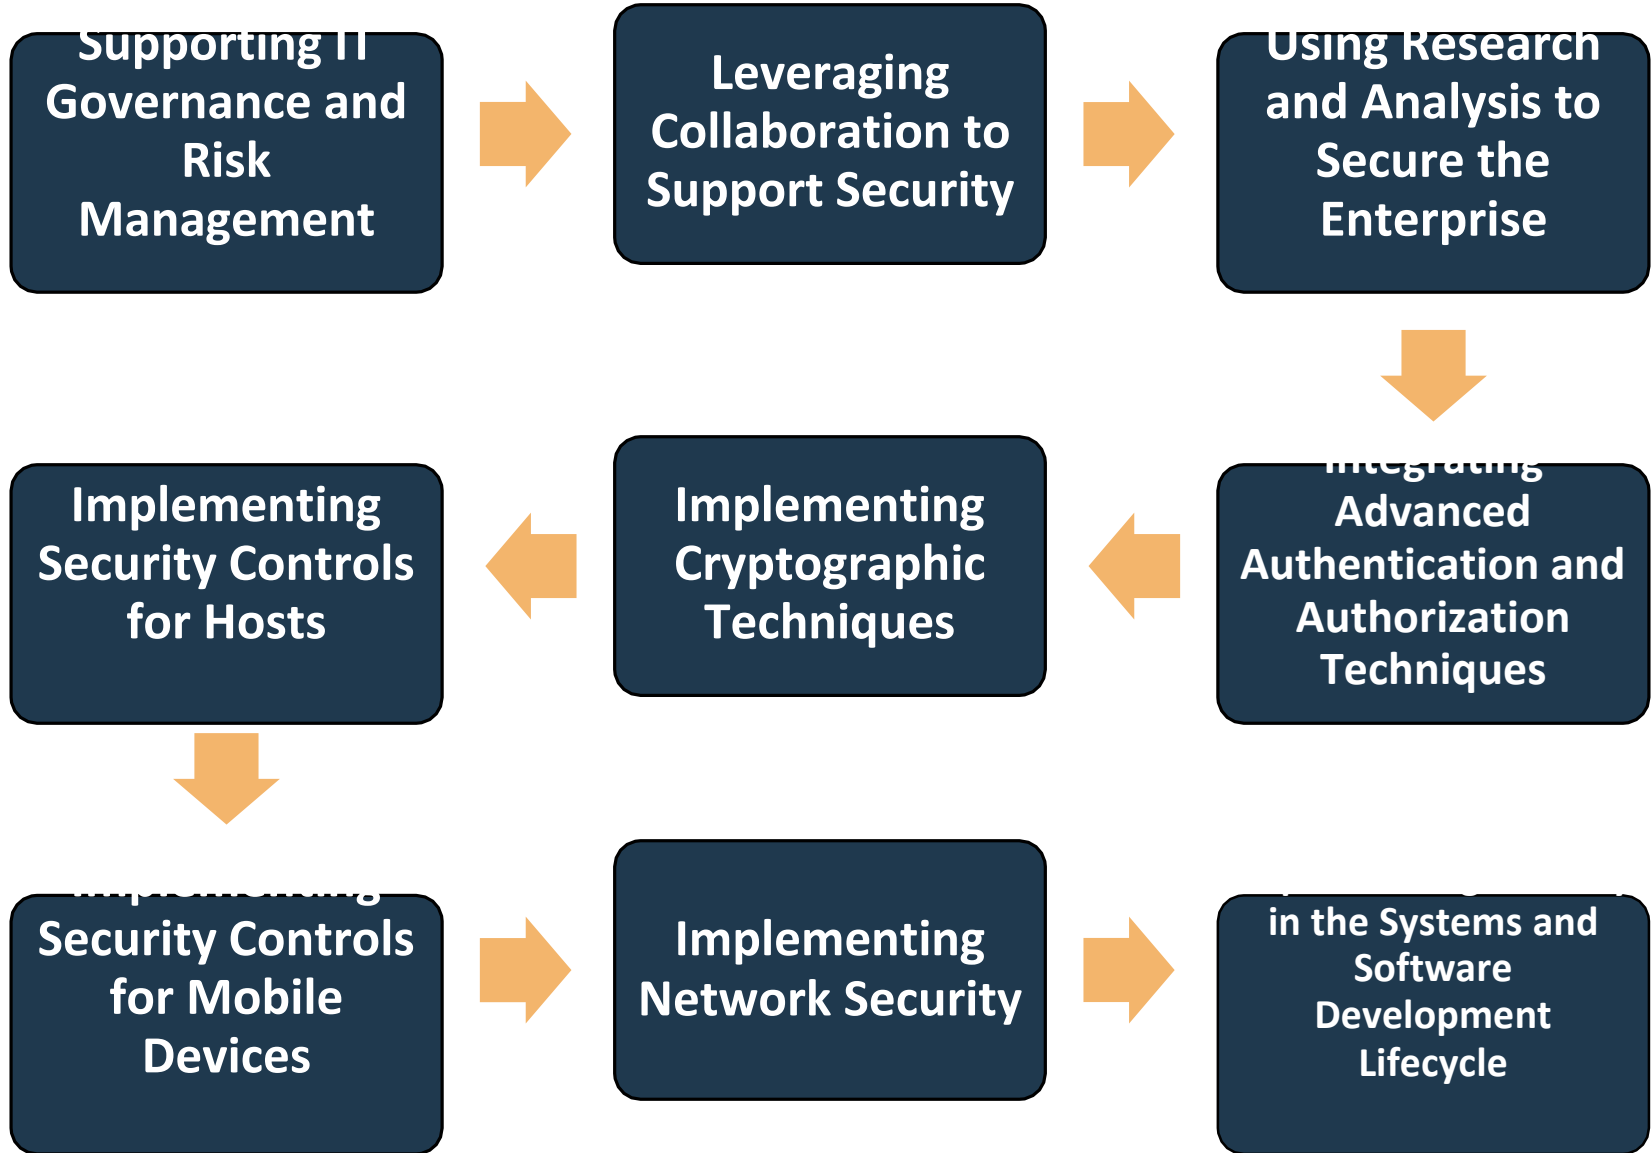 Supporting IT
Governance and
Risk
Management
Leveraging
Collaboration to
Support Security
Using Research
and Analysis to
Secure the
Enterprise
Integrating
Advanced
Authentication and
Authorization
Techniques
Implementing
Cryptographic
Techniques
Implementing
Security Controls
for Hosts
Implementing
Security Controls
for Mobile
Devices
Implementing
Network Security
in the Systems and
Software
Development
Lifecycle